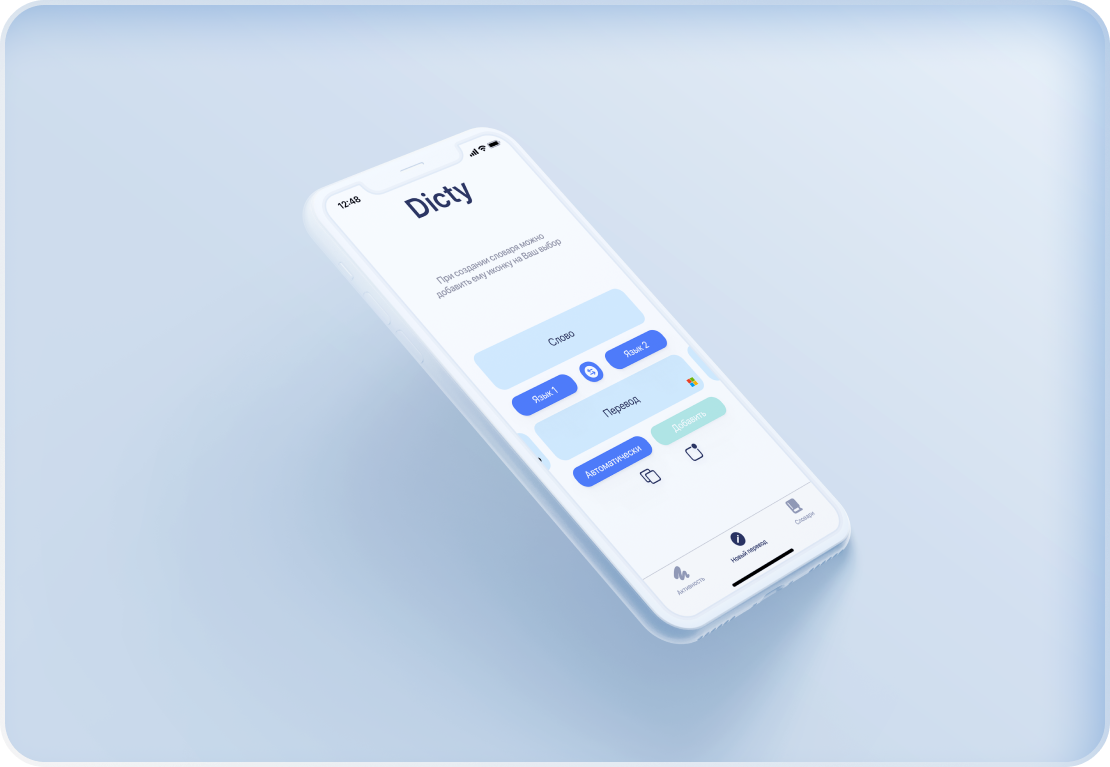 12:48
Dicty
При создании словаря можно
добавить ему иконку на Ваш выбор
Слово
Язык 1
Язык 2
Перевод
Автоматически
Добавить
Активность
Новый перевод
Словари